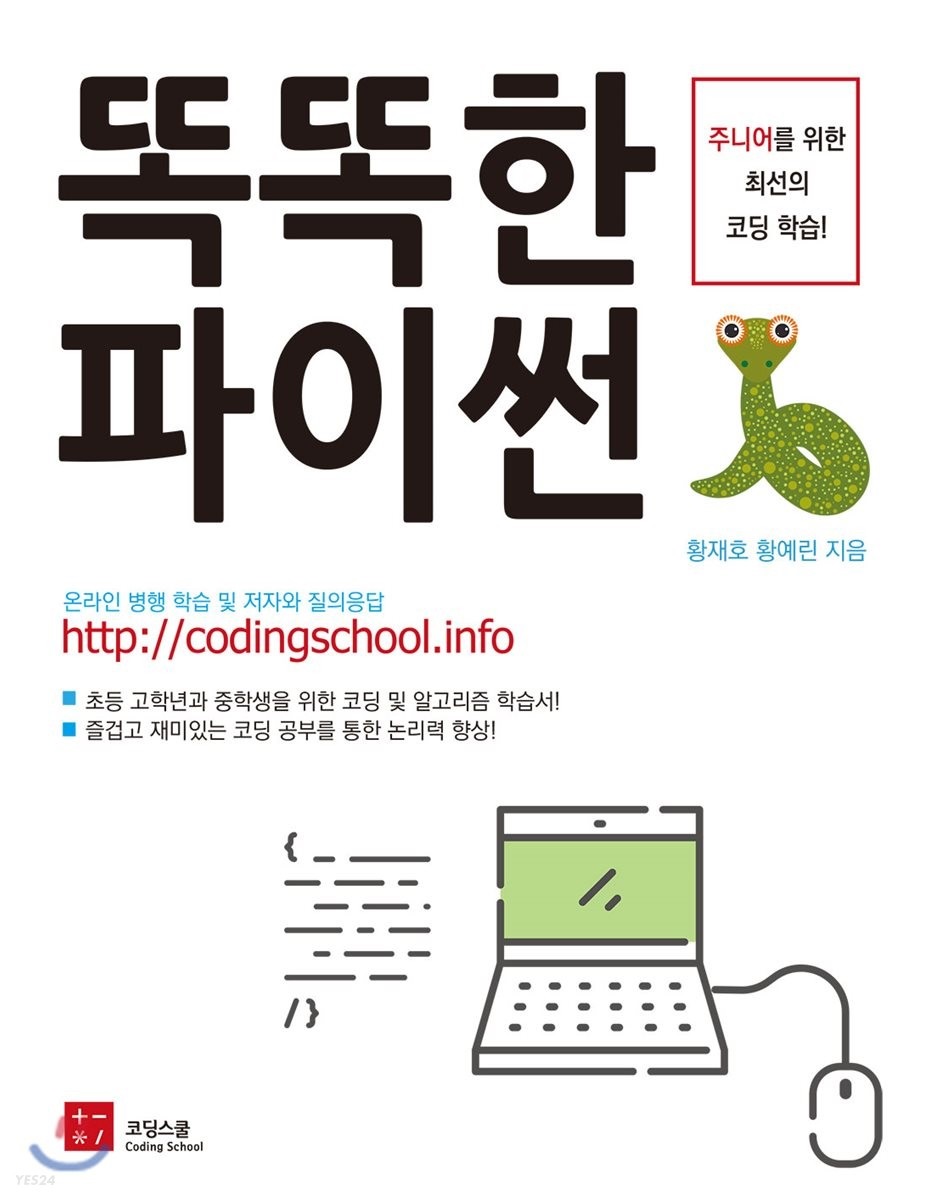 똑똑한
파이썬
주니어를 위한
최선의
코딩 학습!
황재호 황예린 지음
온라인 병행 학습 및 저자와 질의응답
http://codingschool.info
초등 고학년과 중학생을 위한 코딩 및 알고리즘 학습서!
즐겁고 재미있는 코딩 공부를 통한 논리력 향상!
{
/}
+ −
* /
코딩스쿨
Coding School
YES24